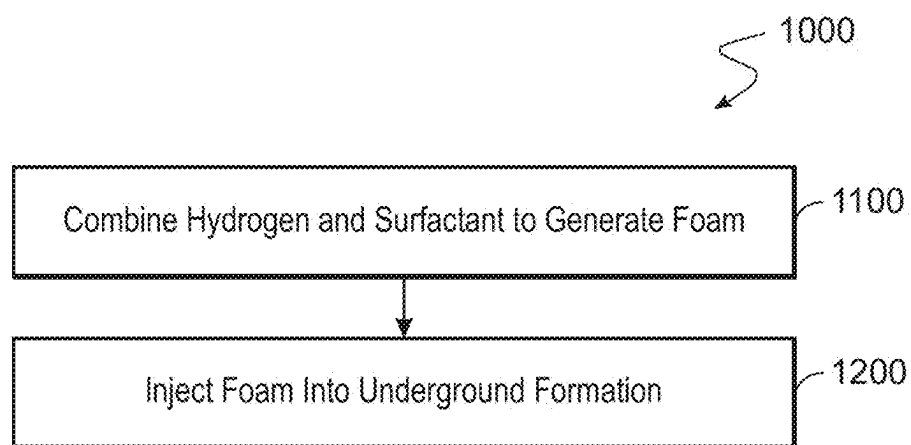 1000
Combine Hydrogen and Surfactant to Generate Foam
1100
Inject Foam Into Underground Formation
1200